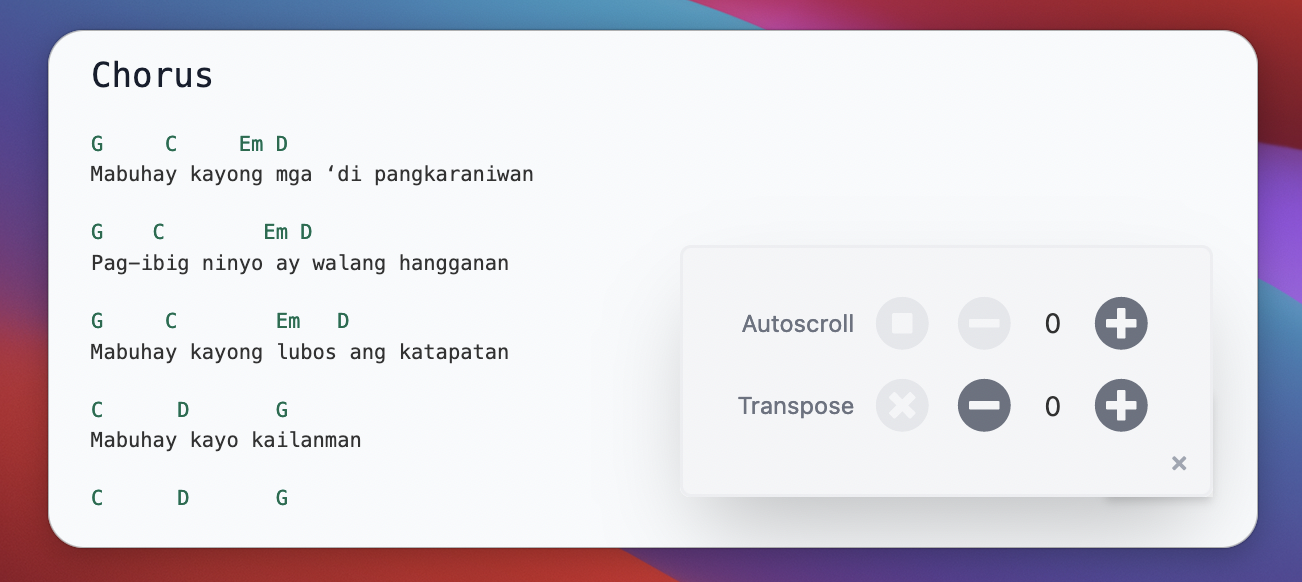 Chorus
G     C     Em D
Mabuhay kayong mga ‘di pangkaraniwan
G    C        Em D
Pag–ibig ninyo ay walang hangganan
G     C        Em   D
Mabuhay kayong lubos ang katapatan
C      D       G
Mabuhay kayo kailanman
C      D       G
Autoscroll 0
Transpose 0